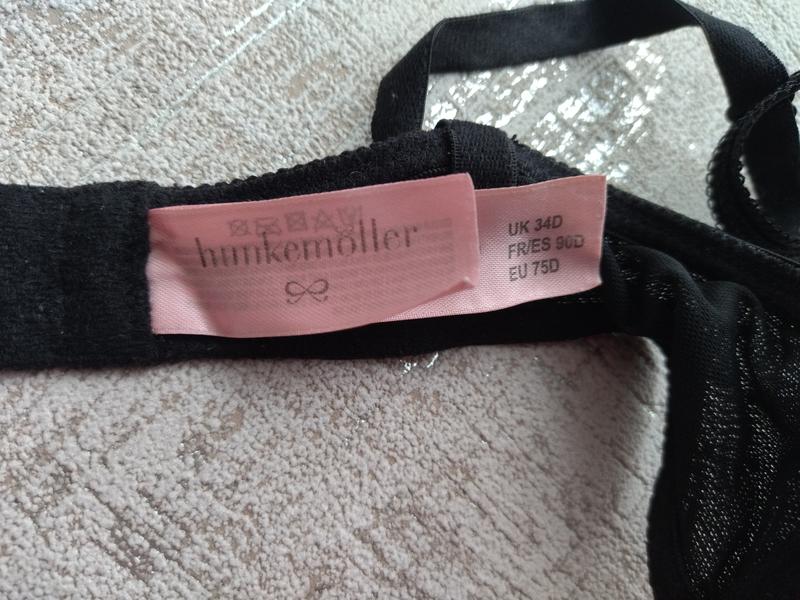 hunkemöller
UK 34D
FR/ES 90D
EU 75D